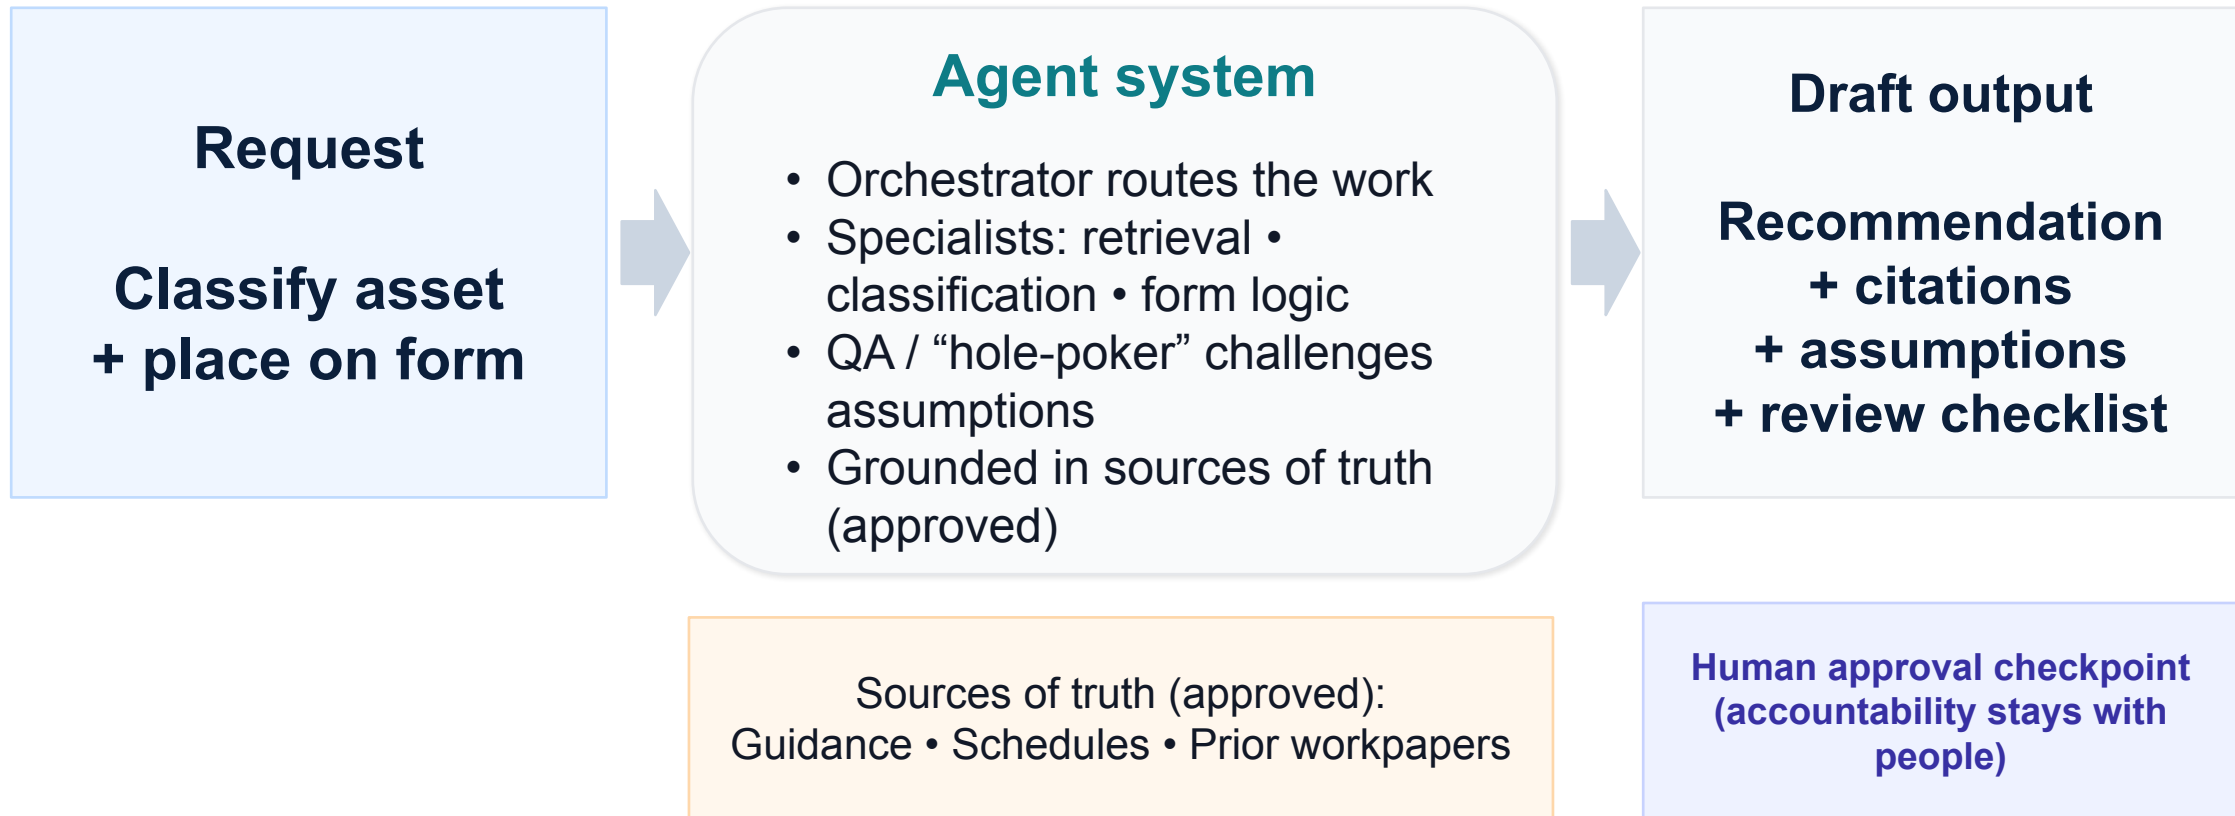 Request
Classify asset
+ place on form
Agent system
• Orchestrator routes the work
• Specialists: retrieval •
classification • form logic
• QA / “hole-poker” challenges
assumptions
• Grounded in sources of truth
(approved)
Draft output
Recommendation
+ citations
+ assumptions
+ review checklist
Sources of truth (approved):
Guidance • Schedules • Prior workpapers
Human approval checkpoint
(accountability stays with
people)